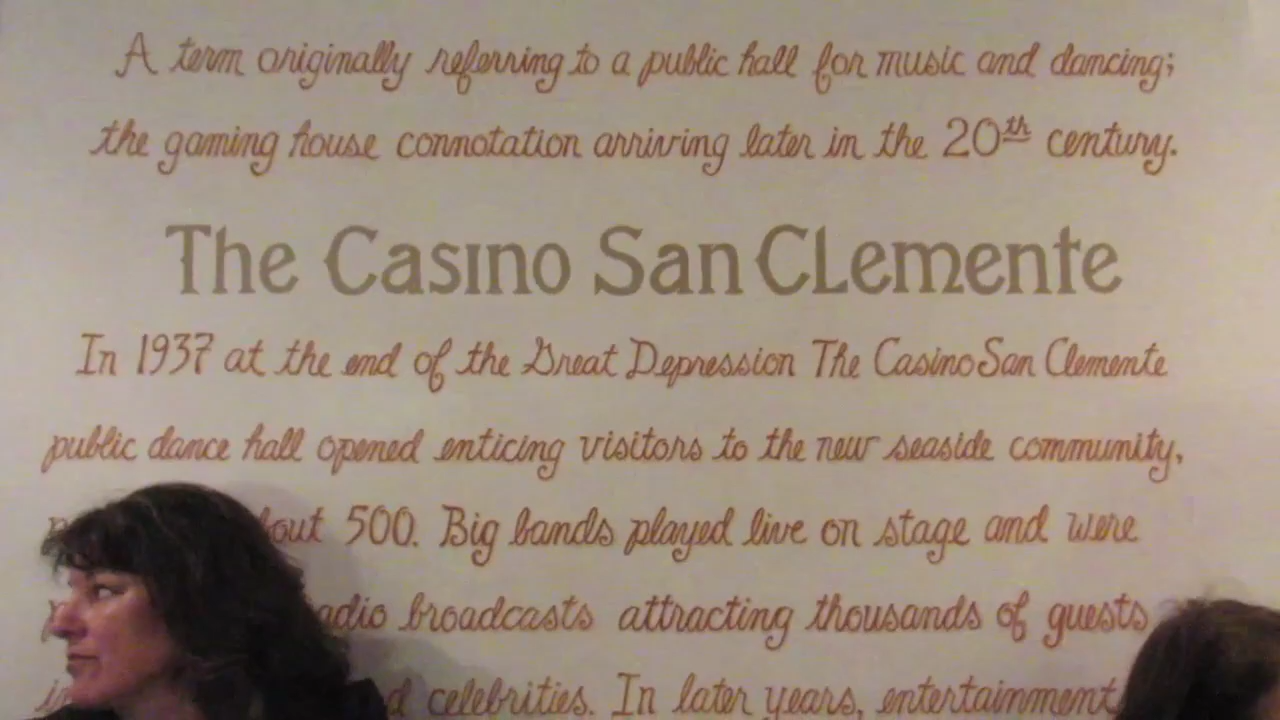 A term originally referring to a public hall for music and dancing;
the gaming house connotation arriving later in the 20th century.
The Casino San Clemente
In 1937 at the end of the Great Depression The Casino San Clemente
public dance hall opened enticing visitors to the new seaside community,
500. Big bands played live on stage and were
broadcasts attracting thousands of guests
celebrities. In later years, entertainment